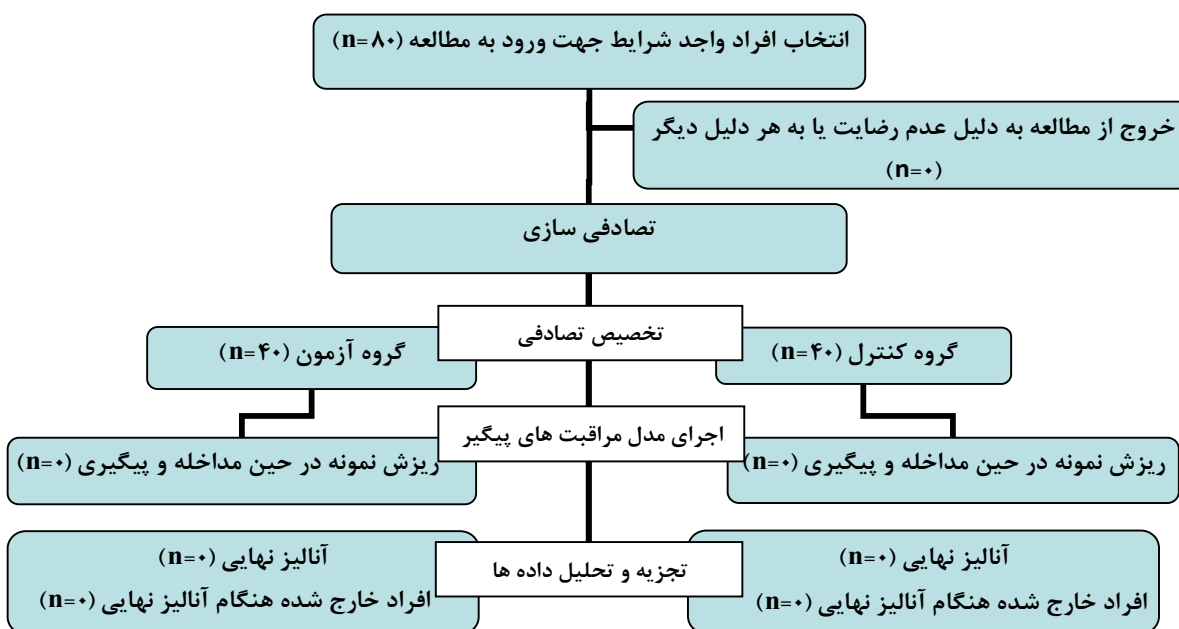 انتخاب افراد واجد شرایط جهت ورود به مطالعه (n=۸۰)
خروج از مطالعه به دلیل عدم رضایت یا به هر دلیل دیگر
(n=۰)
تصادفی سازی
تخصیص تصادفی
گروه کنترل (n=۴۰)
گروه آزمون (n=۴۰)
اجرای مدل مراقبت های پیگیر
ریزش نمونه در حین مداخله و پیگیری (n=۰)
ریزش نمونه در حین مداخله و پیگیری (n=۰)
تجزیه و تحلیل داده ها
آنالیز نهایی (n=۰)
افراد خارج شده هنگام آنالیز نهایی (n=۰)
آنالیز نهایی (n=۰)
افراد خارج شده هنگام آنالیز نهایی (n=۰)